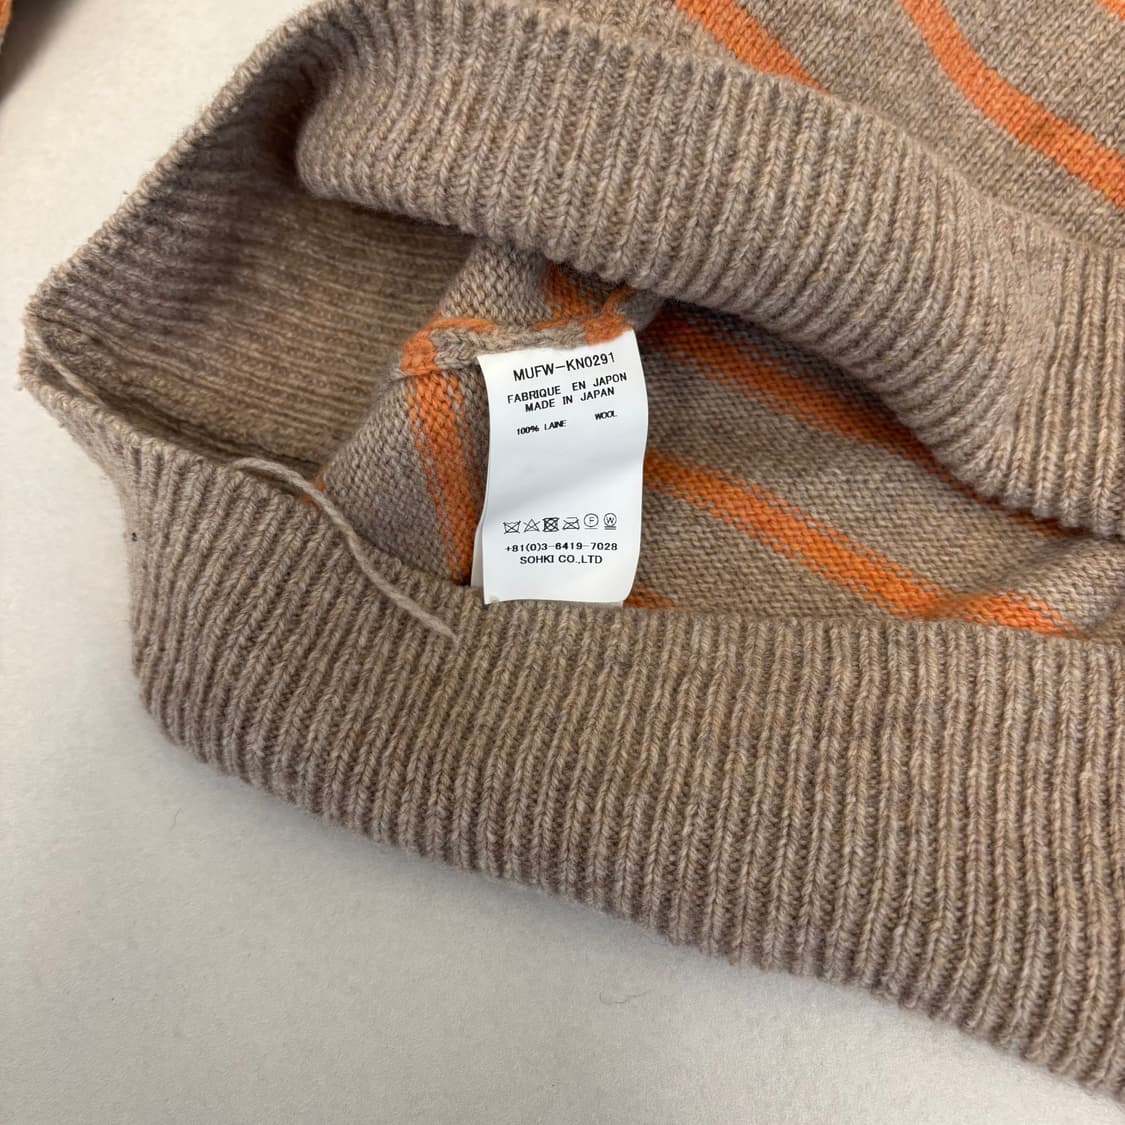 MUFW-KN0291
FABRIQUE EN JAPON
MADE IN JAPAN
100% LAINE WOOL
F W
+81(0)3-6419-7028
SOHKI CO.,LTD